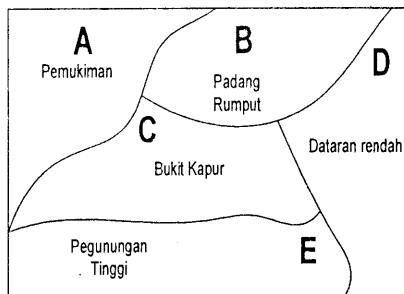 A
Pemukiman
B
Padang
Rumput
D
Dataran rendah
C
Bukit Kapur
E
Pegunungan
Tinggi